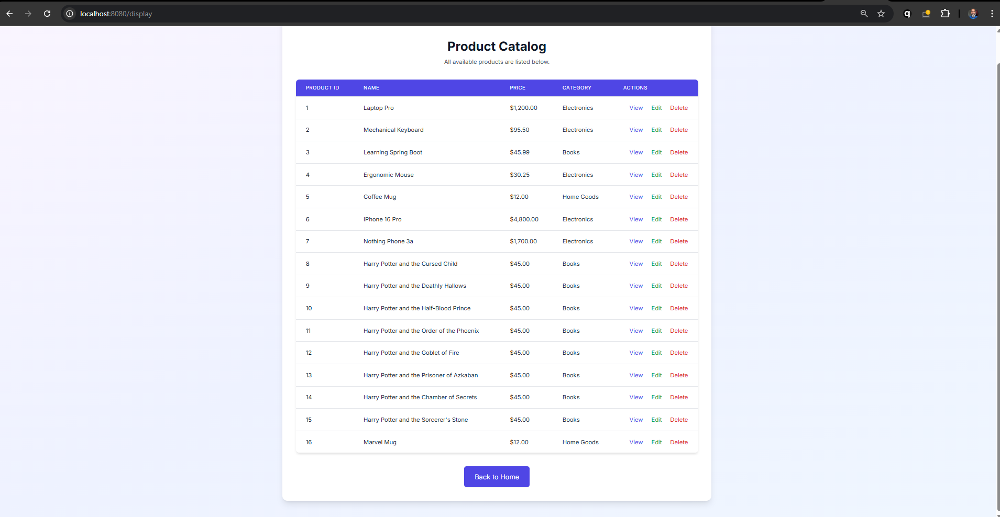 localhost:8080/display
Product Catalog
All available products are listed below.
PRODUCT ID NAME PRICE CATEGORY ACTIONS
1 Laptop Pro $1,200.00 Electronics View Edit Delete
2 Mechanical Keyboard $95.50 Electronics View Edit Delete
3 Learning Spring Boot $45.99 Books View Edit Delete
4 Ergonomic Mouse $30.25 Electronics View Edit Delete
5 Coffee Mug $12.00 Home Goods View Edit Delete
6 IPhone 16 Pro $4,800.00 Electronics View Edit Delete
7 Nothing Phone 3a $1,700.00 Electronics View Edit Delete
8 Harry Potter and the Cursed Child $45.00 Books View Edit Delete
9 Harry Potter and the Deathly Hallows $45.00 Books View Edit Delete
10 Harry Potter and the Half-Blood Prince $45.00 Books View Edit Delete
11 Harry Potter and the Order of the Phoenix $45.00 Books View Edit Delete
12 Harry Potter and the Goblet of Fire $45.00 Books View Edit Delete
13 Harry Potter and the Prisoner of Azkaban $45.00 Books View Edit Delete
14 Harry Potter and the Chamber of Secrets $45.00 Books View Edit Delete
15 Harry Potter and the Sorcerer's Stone $45.00 Books View Edit Delete
16 Marvel Mug $12.00 Home Goods View Edit Delete
Back to Home